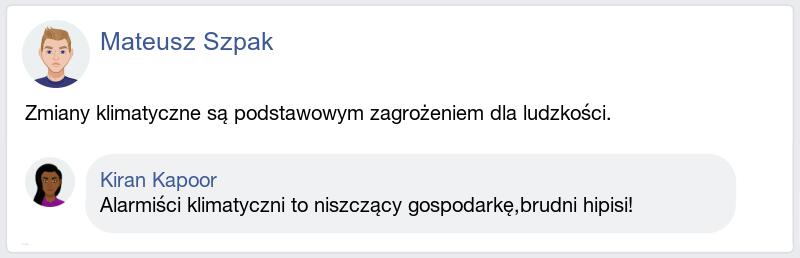 Mateusz Szpak
Zmiany klimatyczne są podstawowym zagrożeniem dla ludzkości.
Kiran Kapoor
Alarmiści klimatyczni to niszczący gospodarkę,brudni hipisi!